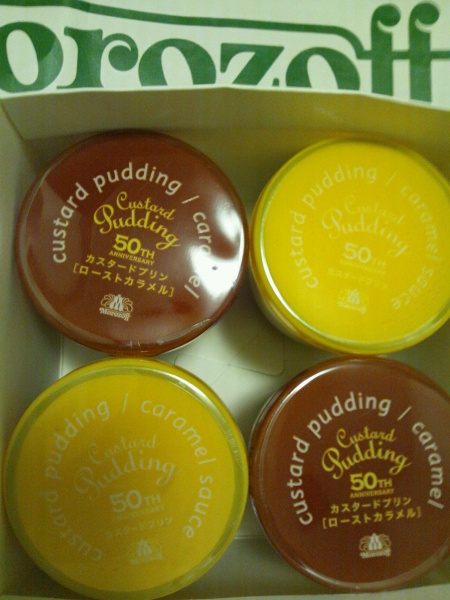 orozoff
custard pudding / caramel
Custard
Pudding
50TH
ANNIVERSARY
カスタードプリン
[ローストカラメル]
Morozoff
custard pudding / caramel sauce
Custard
Pudding
50TH
ANNIVERSARY
カスタードプリン
Morozoff
custard pudding / caramel sauce
Custard
Pudding
50TH
ANNIVERSARY
カスタードプリン
Morozoff
custard pudding / caramel
Custard
Pudding
50TH
ANNIVERSARY
カスタードプリン
[ローストカラメル]
Morozoff